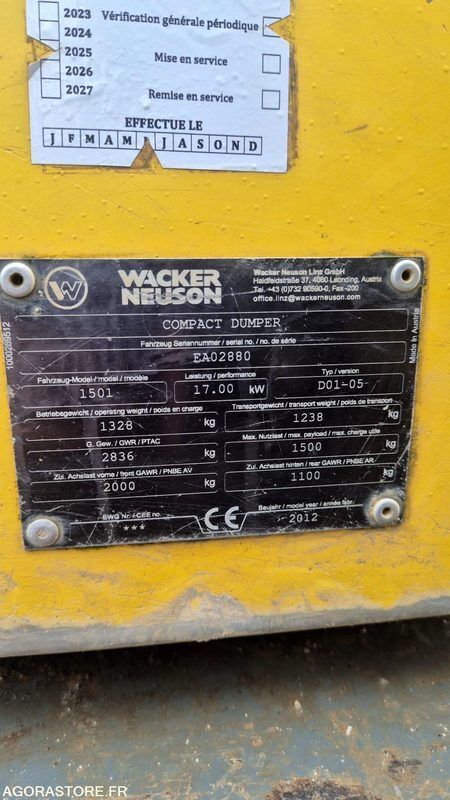 2023 Vérification générale périodique
2024
2025 Mise en service
2026
2027 Remise en service
EFFECTUE LE
J F M A M J J A S O N D
WACKER NEUSON
Wacker Neuson Linz GmbH
Haidfeldstraße 37, 4060 Leonding, Austria
Tel. +43 (0)732 90590-0, Fax -200
office.linz@wackerneuson.com
COMPACT DUMPER
Fahrzeug Seriennummer / serial no. / no. de série
EA02880
Fahrzeug-Model / model / modèle
1501
Leistung / performance
17.00 kW
Typ / version
D01-05
Betriebsgewicht / operating weight / poids en charge
1328 kg
Transportgewicht / transport weight / poids de transport
1238 kg
G. Gew. / GWR / PTAC
2836 kg
Max. Nutzlast / max. payload / max. charge utile
1500 kg
Zul. Achslast vorne / front GAWR / PNBE AV
2000 kg
Zul. Achslast hinten / rear GAWR / PNBE AR
1100 kg
EWG Nr. / CEE no.
***
CE
Baujahr / model year / année fabr.
2012
1000269512
Made in Austria
AGORASTORE.FR